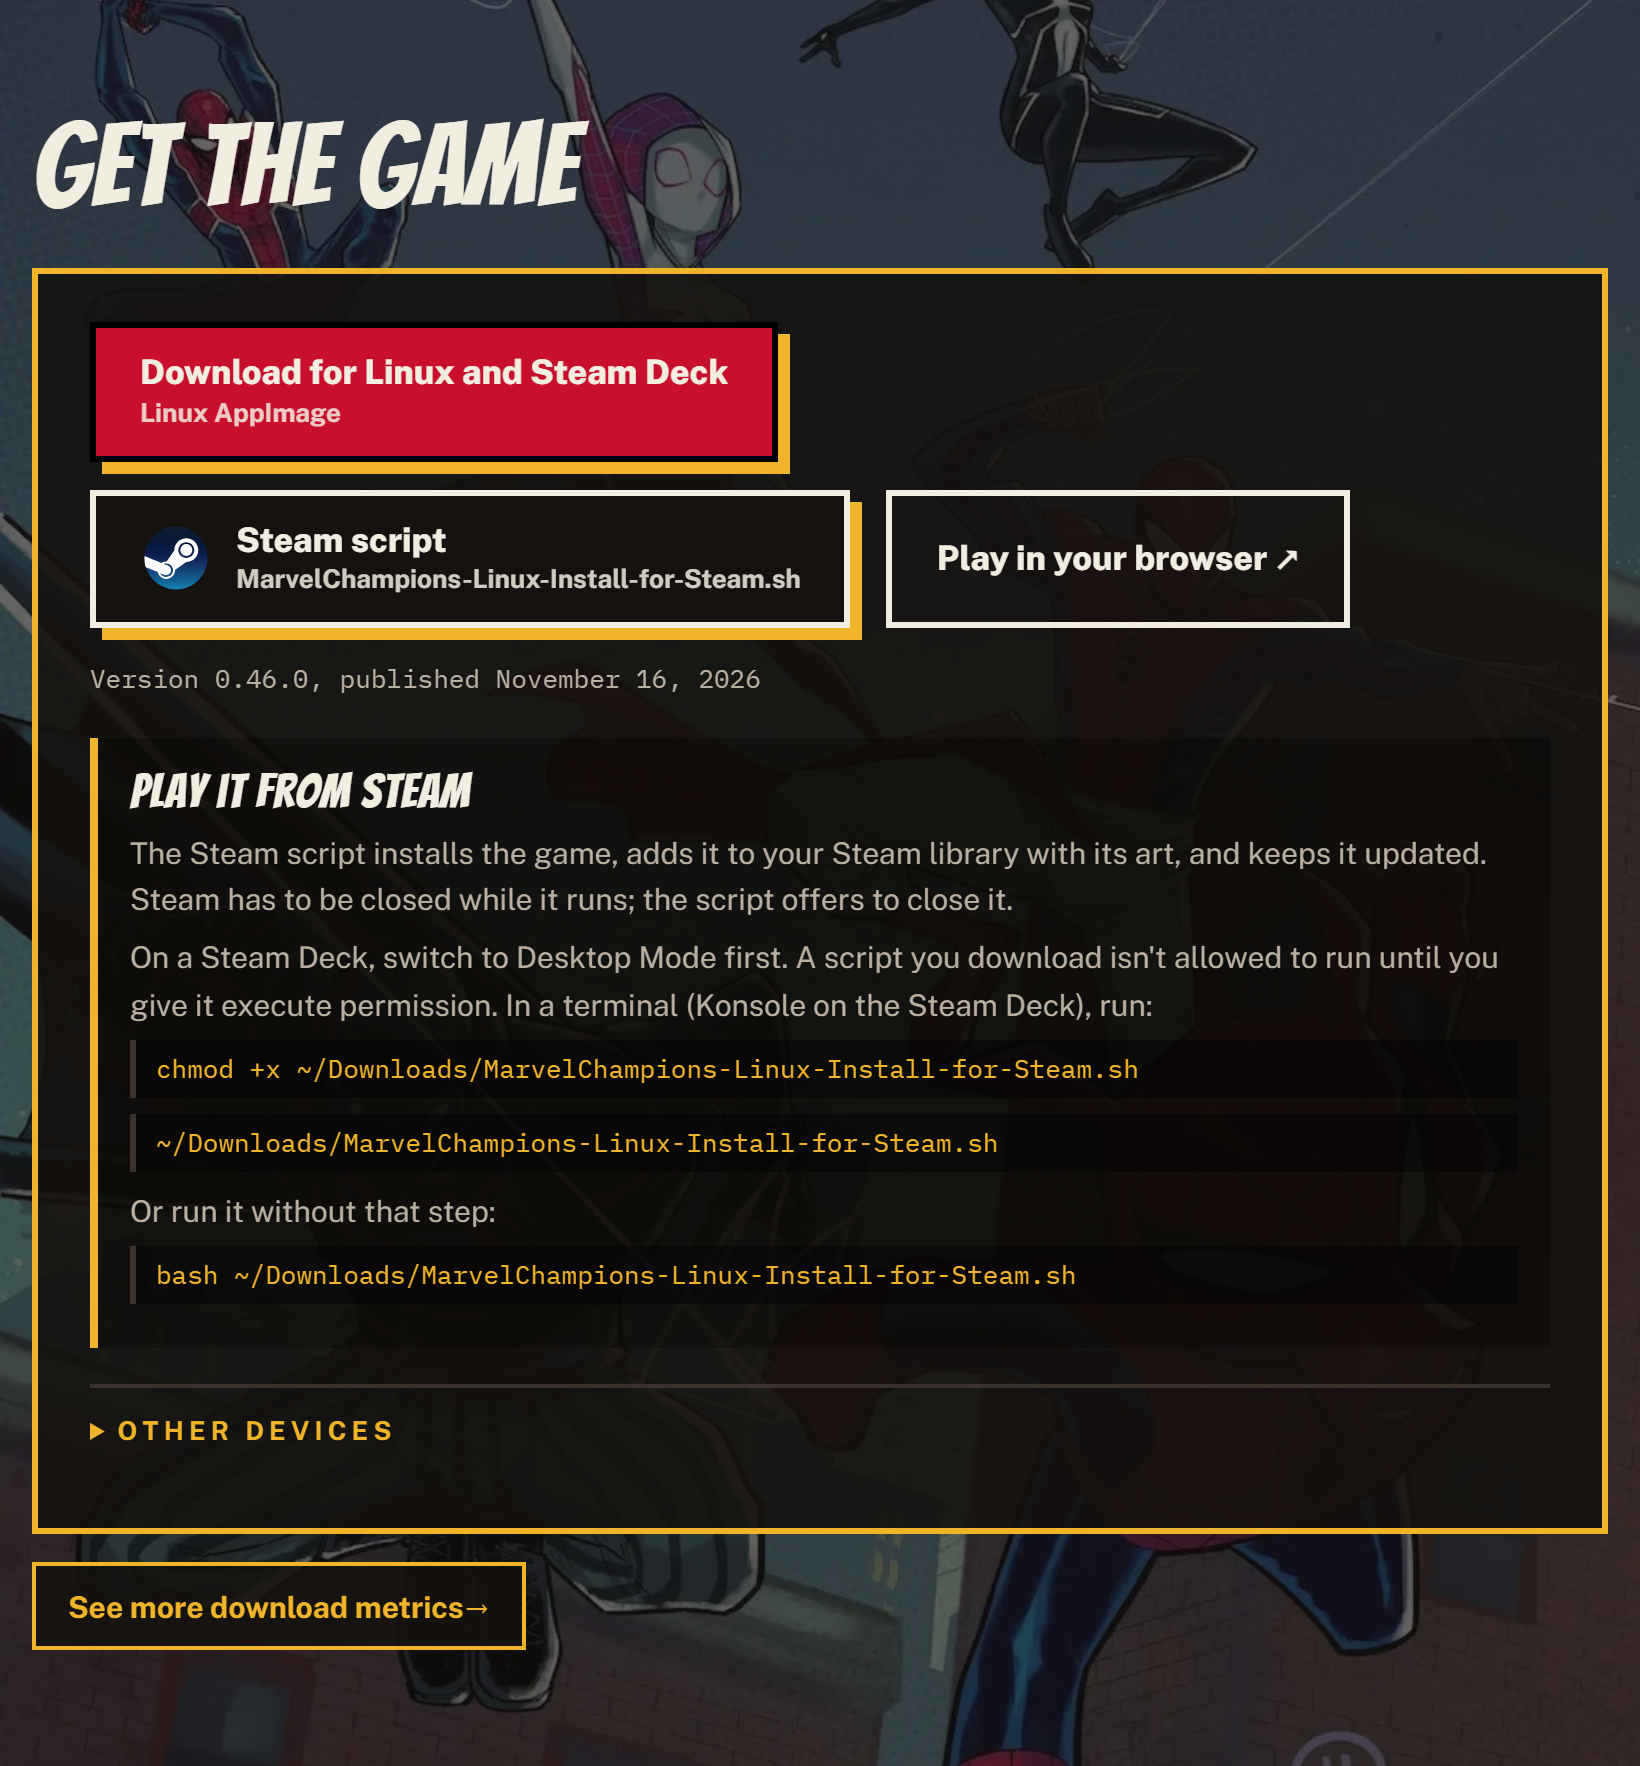 GET THE GAME
Download for Linux and Steam Deck
Linux AppImage
Steam script
MarvelChampions-Linux-Install-for-Steam.sh
Play in your browser ↗
Version 0.46.0, published November 16, 2026
PLAY IT FROM STEAM
The Steam script installs the game, adds it to your Steam library with its art, and keeps it updated.
Steam has to be closed while it runs; the script offers to close it.
On a Steam Deck, switch to Desktop Mode first. A script you download isn't allowed to run until you
give it execute permission. In a terminal (Konsole on the Steam Deck), run:
chmod +x ~/Downloads/MarvelChampions-Linux-Install-for-Steam.sh
~/Downloads/MarvelChampions-Linux-Install-for-Steam.sh
Or run it without that step:
bash ~/Downloads/MarvelChampions-Linux-Install-for-Steam.sh
▶ OTHER DEVICES
See more download metrics→